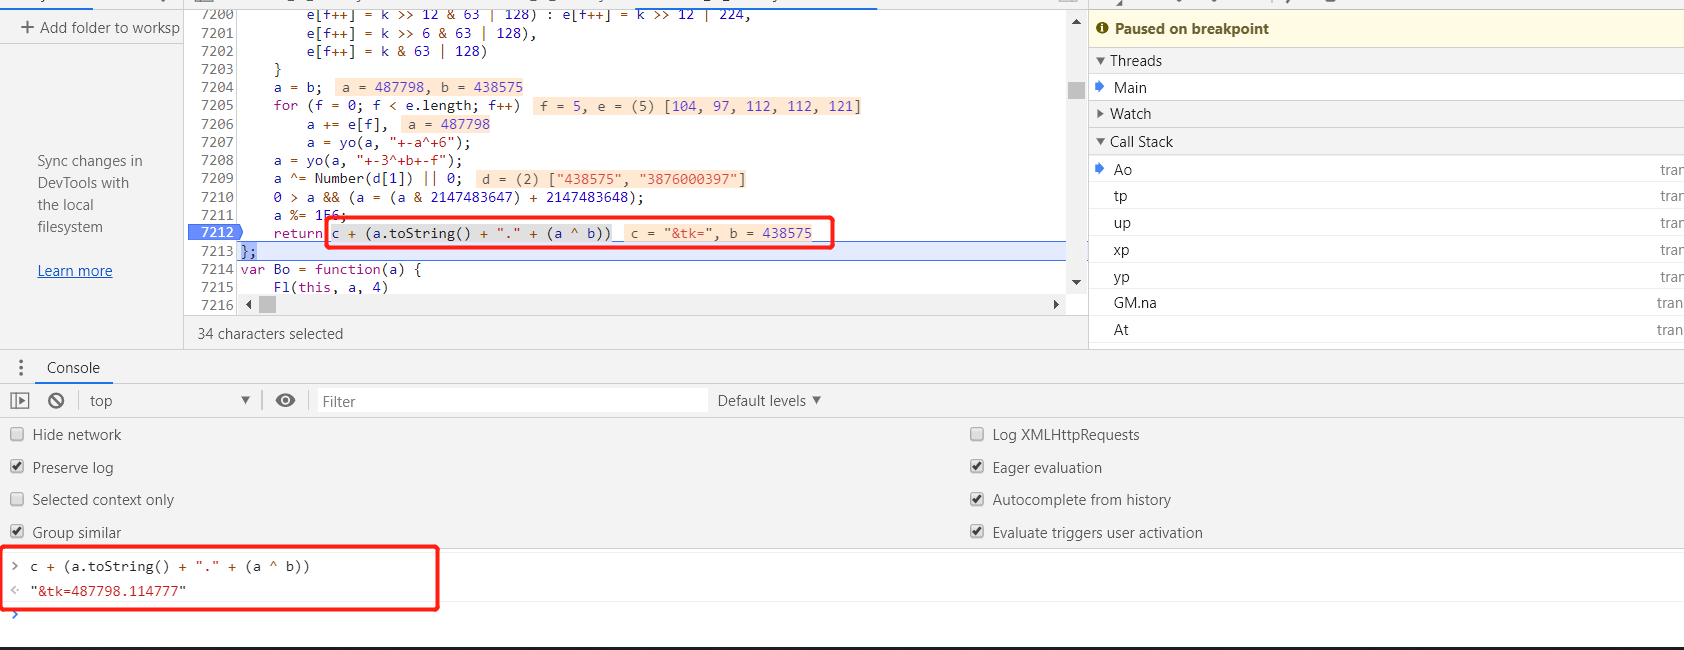 7200 e[f++] = k >> 12 & 63 | 128) : e[f++] = k >> 12 | 224,
7201 e[f++] = k >> 6 & 63 | 128),
7202 e[f++] = k & 63 | 128)
7203 }
7204 a = b; a = 487798, b = 438575
7205 for (f = 0; f < e.length; f++) f = 5, e = (5) [104, 97, 112, 112, 121]
7206 a += e[f], a = 487798
7207 a = yo(a, "+-a^+6");
7208 a = yo(a, "+-3^+b+-f");
7209 a ^= Number(d[1]) || 0; d = (2) ["438575", "3876000397"]
7210 0 > a && (a = (a & 2147483647) + 2147483648);
7211 a %= 1E6;
7212 return c + (a.toString() + "." + (a ^ b)) c = "&tk=", b = 438575
7213 };
7214 var Bo = function(a) {
7215 Fl(this, a, 4)
7216
34 characters selected
+ Add folder to worksp
Sync changes in
DevTools with
the local
filesystem
Learn more
Paused on breakpoint
Threads
Main
Watch
Call Stack
Ao tran
tp tran
up tran
xp tran
yp tran
GM.na tran
At tran
Console
top
Filter
Default levels ▼
Hide network
Log XMLHttpRequests
Preserve log
Eager evaluation
Selected context only
Autocomplete from history
Group similar
Evaluate triggers user activation
> c + (a.toString() + "." + (a ^ b))
"&tk=487798.114777"
>